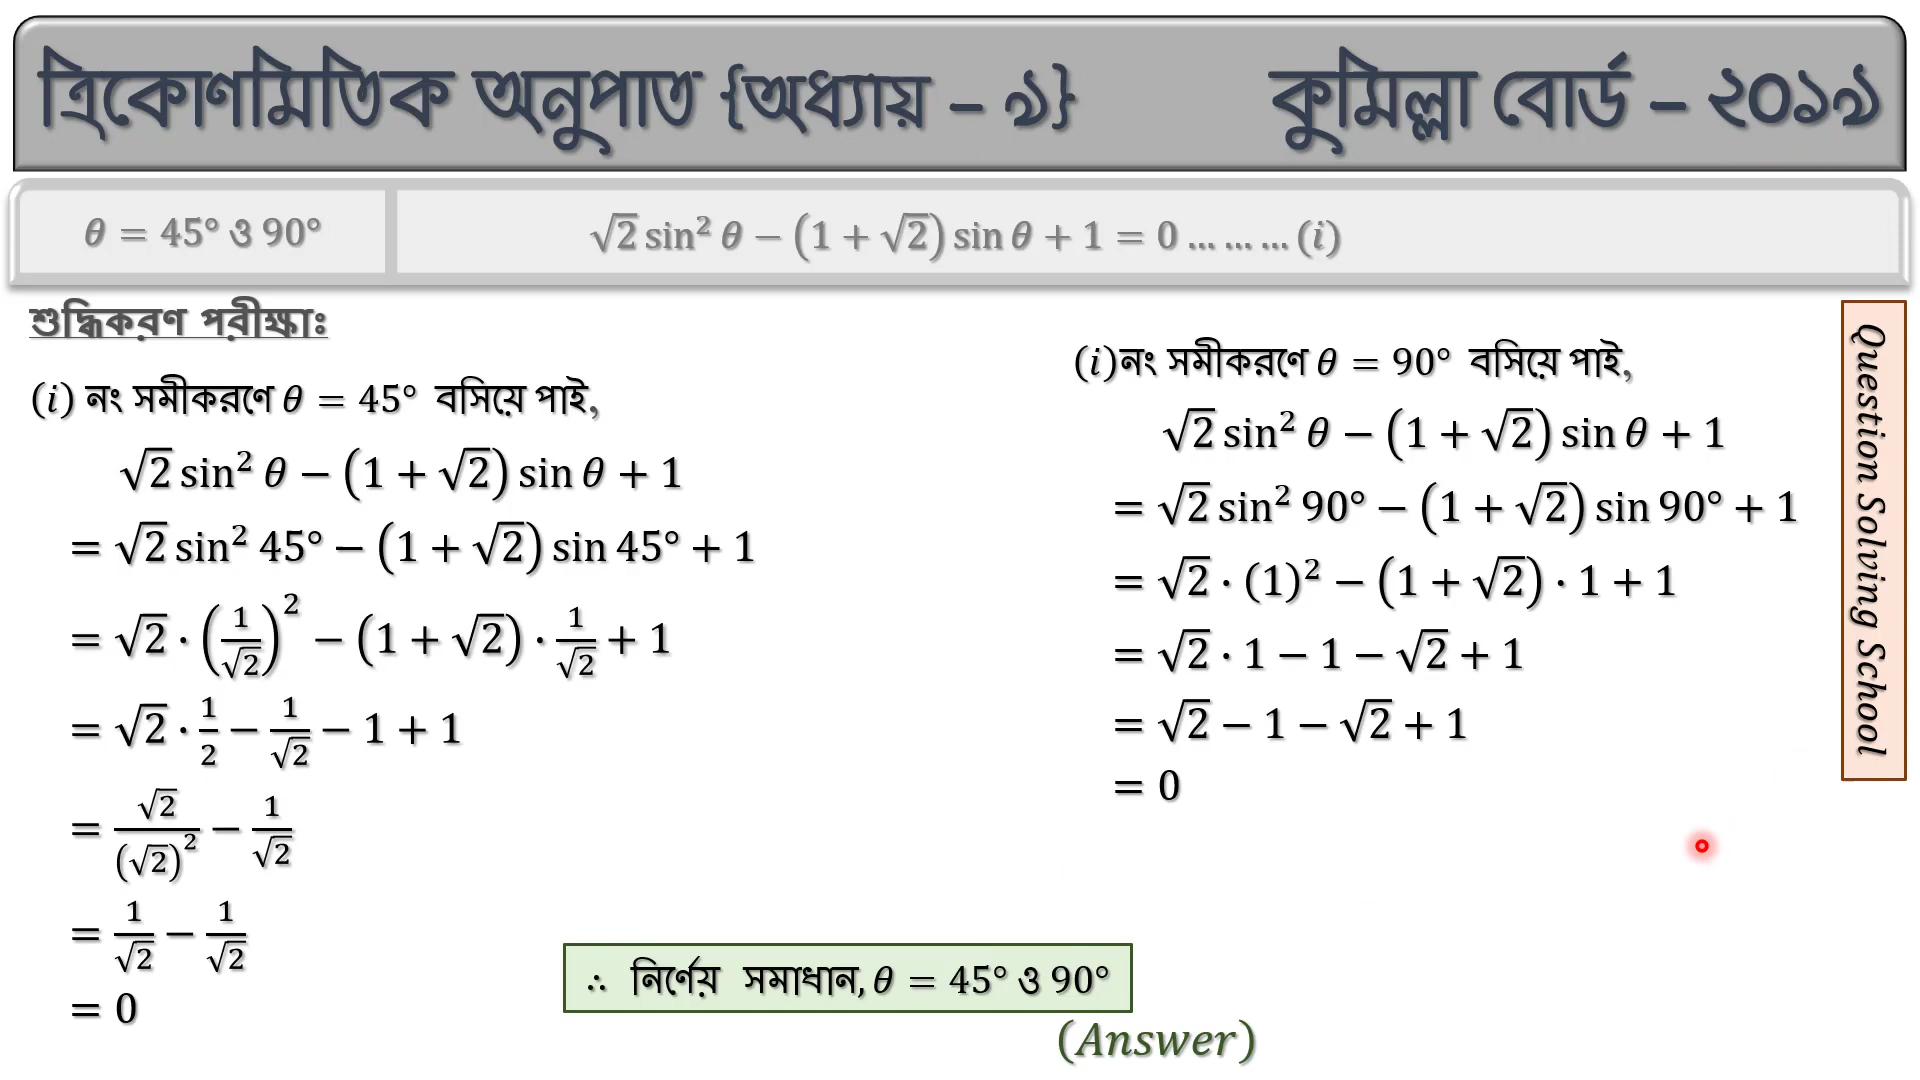 ত্রিকোণমিতিক অনুপাত {অধ্যায় – ৯} কুমিল্লা বোর্ড – ২০১৯
θ = 45° ও 90°
√2 sin² θ − (1 + √2) sin θ + 1 = 0 … … … (i)
শুদ্ধিকরণ পরীক্ষাঃ
(i) নং সমীকরণে θ = 45° বসিয়ে পাই,
√2 sin² θ − (1 + √2) sin θ + 1
= √2 sin² 45° − (1 + √2) sin 45° + 1
= √2 · (1/√2)² − (1 + √2) · 1/√2 + 1
= √2 · 1/2 − 1/√2 − 1 + 1
= √2/(√2)² − 1/√2
= 1/√2 − 1/√2
= 0
(i)নং সমীকরণে θ = 90° বসিয়ে পাই,
√2 sin² θ − (1 + √2) sin θ + 1
= √2 sin² 90° − (1 + √2) sin 90° + 1
= √2 · (1)² − (1 + √2) · 1 + 1
= √2 · 1 − 1 − √2 + 1
= √2 − 1 − √2 + 1
= 0
∴ নির্ণেয় সমাধান, θ = 45° ও 90°
(Answer)
Question Solving School